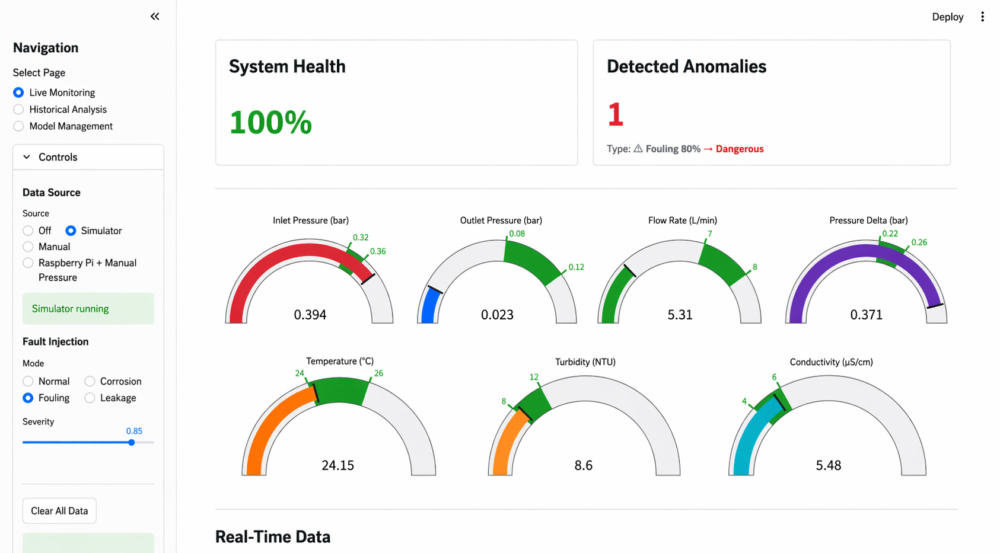 Deploy
Navigation
Select Page
Live Monitoring
Historical Analysis
Model Management
Controls
Data Source
Source
Off
Simulator
Manual
Raspberry Pi + Manual
Pressure
Simulator running
Fault Injection
Mode
Normal
Corrosion
Fouling
Leakage
Severity
0.85
Clear All Data
System Health
100%
Detected Anomalies
1
Type: ⚠ Fouling 80% → Dangerous
Inlet Pressure (bar)
0.32
0.36
0.394
Outlet Pressure (bar)
0.08
0.12
0.023
Flow Rate (L/min)
7
8
5.31
Pressure Delta (bar)
0.22
0.26
0.371
Temperature (°C)
24
26
24.15
Turbidity (NTU)
12
8
8.6
Conductivity (µS/cm)
6
4
5.48
Real-Time Data